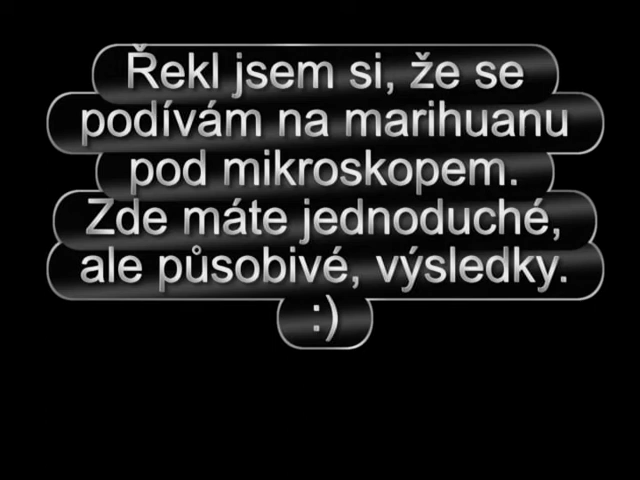 Řekl jsem si, že se
podívám na marihuanu
pod mikroskopem.
Zde máte jednoduché,
ale působivé, výsledky.
:)